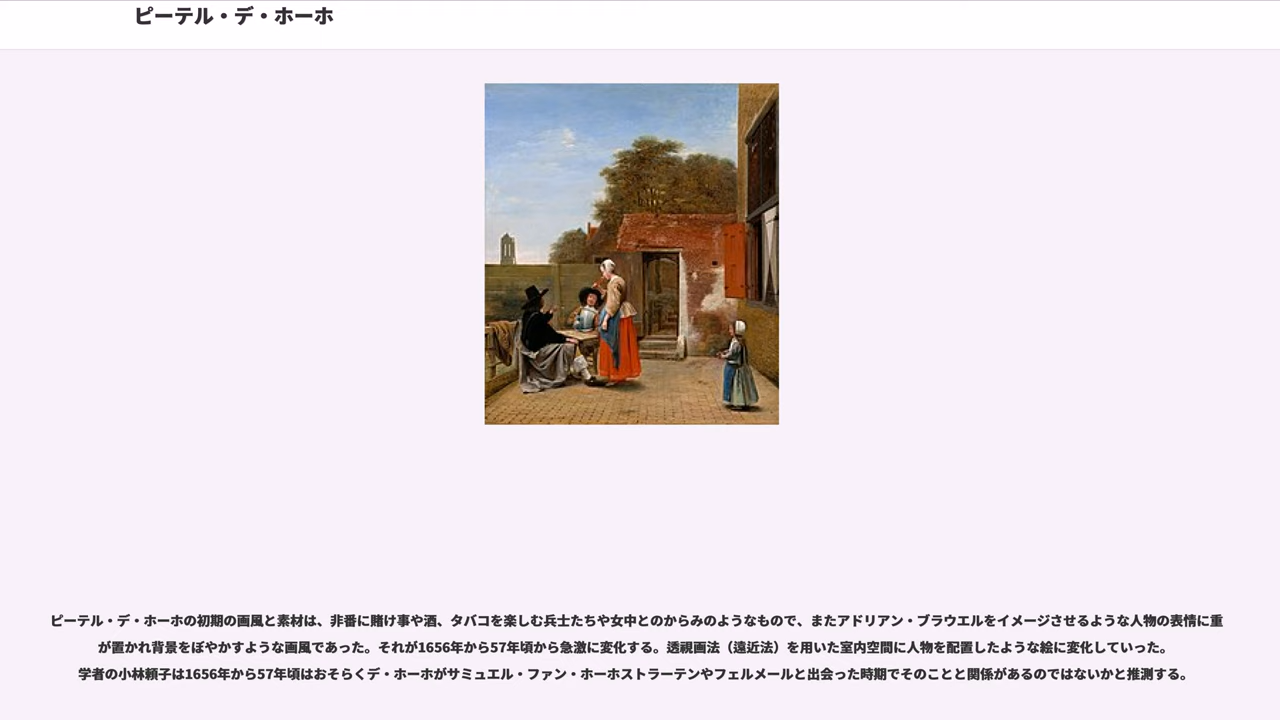 ピーテル・デ・ホーホ
ピーテル・デ・ホーホの初期の画風と素材は、非番に賭け事や酒、タバコを楽しむ兵士たちや女中とのからみのようなもので、またアドリアン・ブラウエルをイメージさせるような人物の表情に重
が置かれ背景をぼやかすような画風であった。それが1656年から57年頃から急激に変化する。透視画法（遠近法）を用いた室内空間に人物を配置したような絵に変化していった。
学者の小林頼子は1656年から57年頃はおそらくデ・ホーホがサミュエル・ファン・ホーホストラーテンやフェルメールと出会った時期でそのことと関係があるのではないかと推測する。